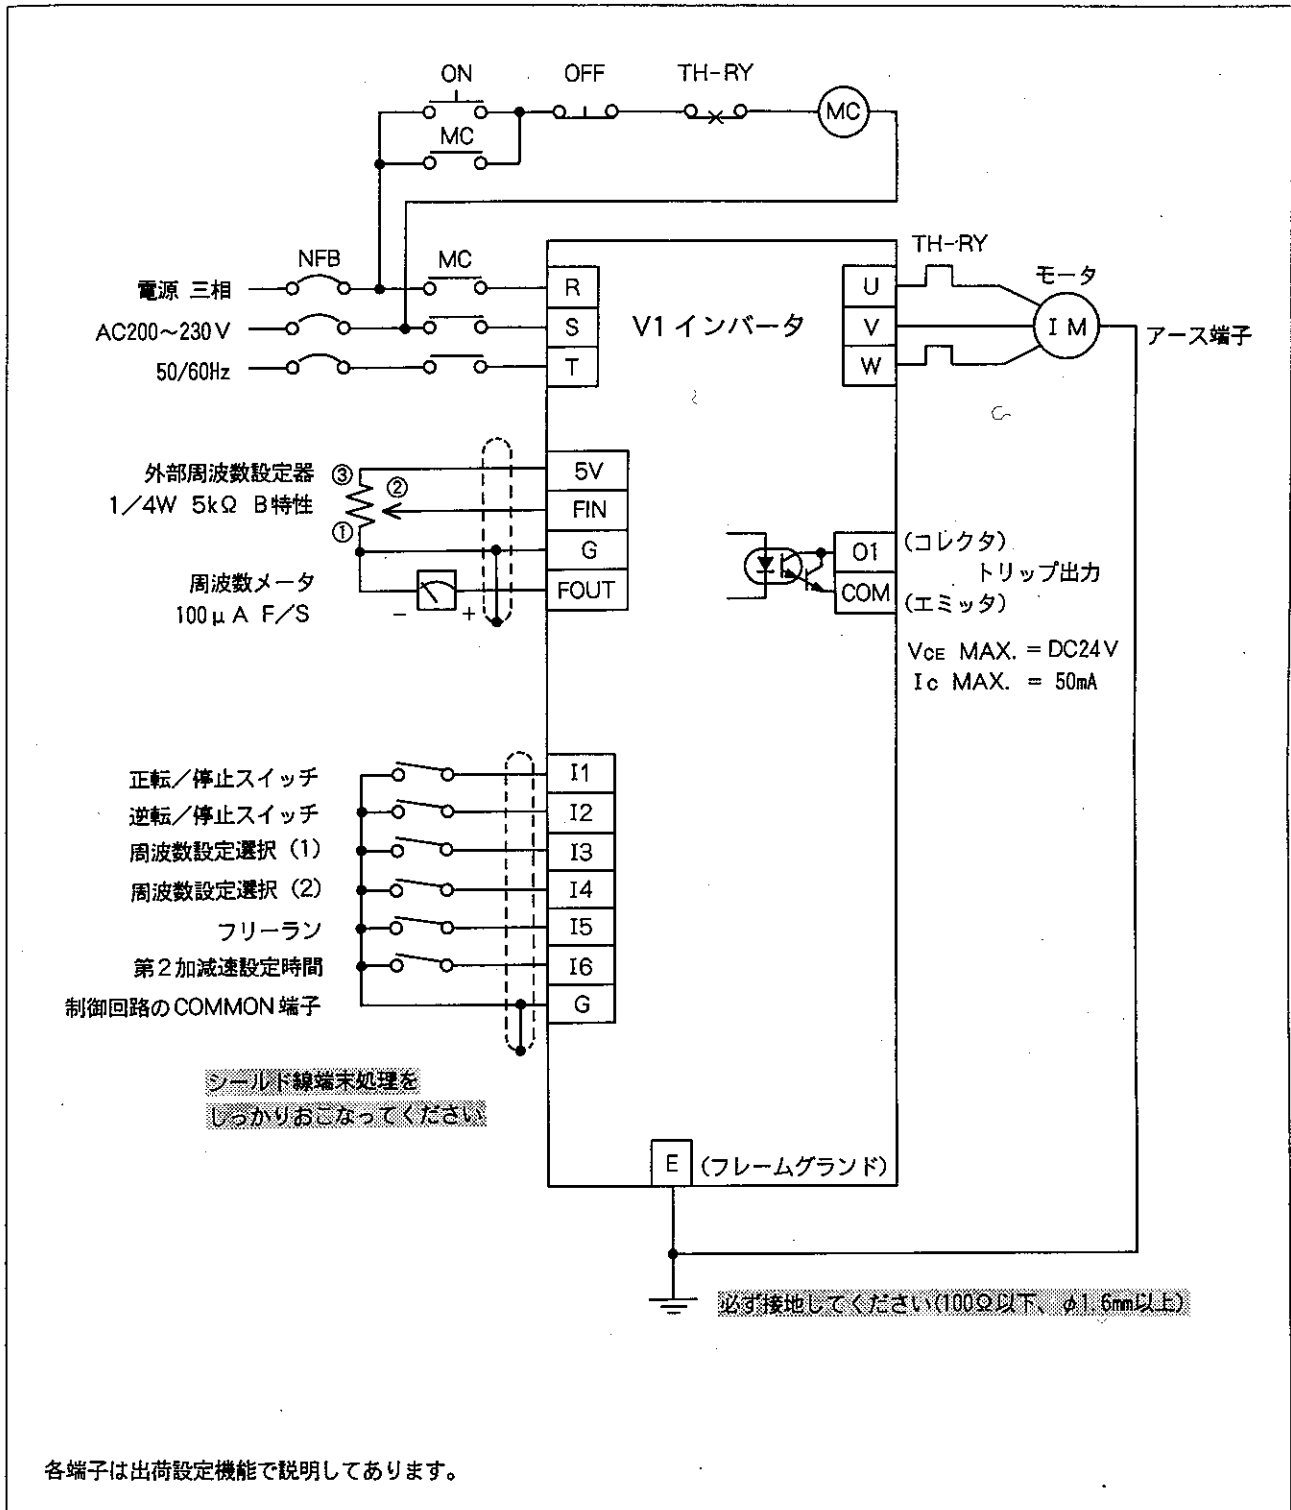 ON OFF TH-RY
MC
MC
NFB MC
電源 三相 R
AC200～230V S
50/60Hz T
V1インバータ
TH-RY
U
V
W
モータ
IM
アース端子
外部周波数設定器 ③ 5V
1／4W 5kΩ B特性 ② FIN
① G
周波数メータ FOUT
100μA F／S － ＋
O1 (コレクタ)
トリップ出力
COM (エミッタ)
VCE MAX. = DC24V
Ic MAX. = 50mA
正転／停止スイッチ I1
逆転／停止スイッチ I2
周波数設定選択 (1) I3
周波数設定選択 (2) I4
フリーラン I5
第2加減速設定時間 I6
制御回路のCOMMON端子 G
シールド線端末処理を
しっかりおこなってください
E (フレームグランド)
必ず接地してください(100Ω以下、φ1.6mm以上)
各端子は出荷設定機能で説明してあります。